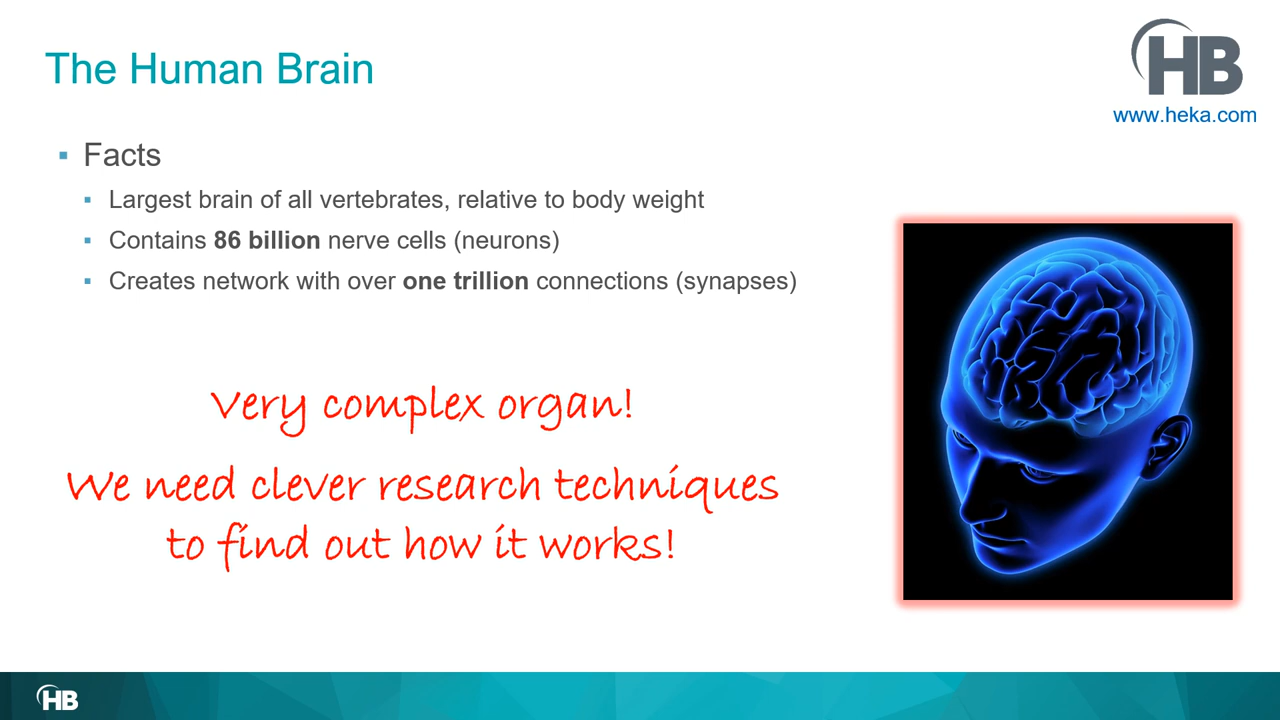 The Human Brain
HB
www.heka.com
▪ Facts
▪ Largest brain of all vertebrates, relative to body weight
▪ Contains 86 billion nerve cells (neurons)
▪ Creates network with over one trillion connections (synapses)
Very complex organ!
We need clever research techniques
to find out how it works!
HB